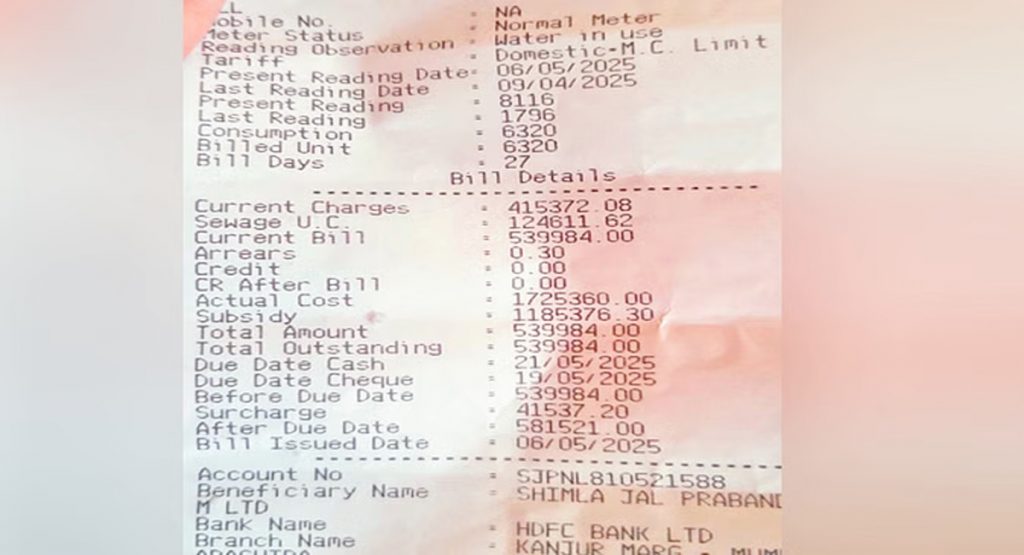 Mobile No. : NA
Meter Status : Normal Meter
Reading Observation : Water in use
Tariff : Domestic-M.C. Limit
Present Reading Date: 06/05/2025
Last Reading Date : 09/04/2025
Present Reading : 8116
Last Reading : 1796
Consumption : 6320
Billed Unit : 6320
Bill Days : 27
Bill Details
Current Charges : 415372.08
Sewage U.C. : 124611.62
Current Bill : 539984.00
Arrears : 0.30
Credit : 0.00
CR After Bill : 0.00
Actual Cost : 1725360.00
Subsidy : 1185376.30
Total Amount : 539984.00
Total Outstanding : 539984.00
Due Date Cash : 21/05/2025
Due Date Cheque : 19/05/2025
Before Due Date : 539984.00
Surcharge : 41537.20
After Due Date : 581521.00
Bill Issued Date : 06/05/2025
Account No : SJPNL810521588
Beneficiary Name : SHIMLA JAL PRABAND
M LTD
Bank Name : HDFC BANK LTD
Branch Name : KANJUR MARG -